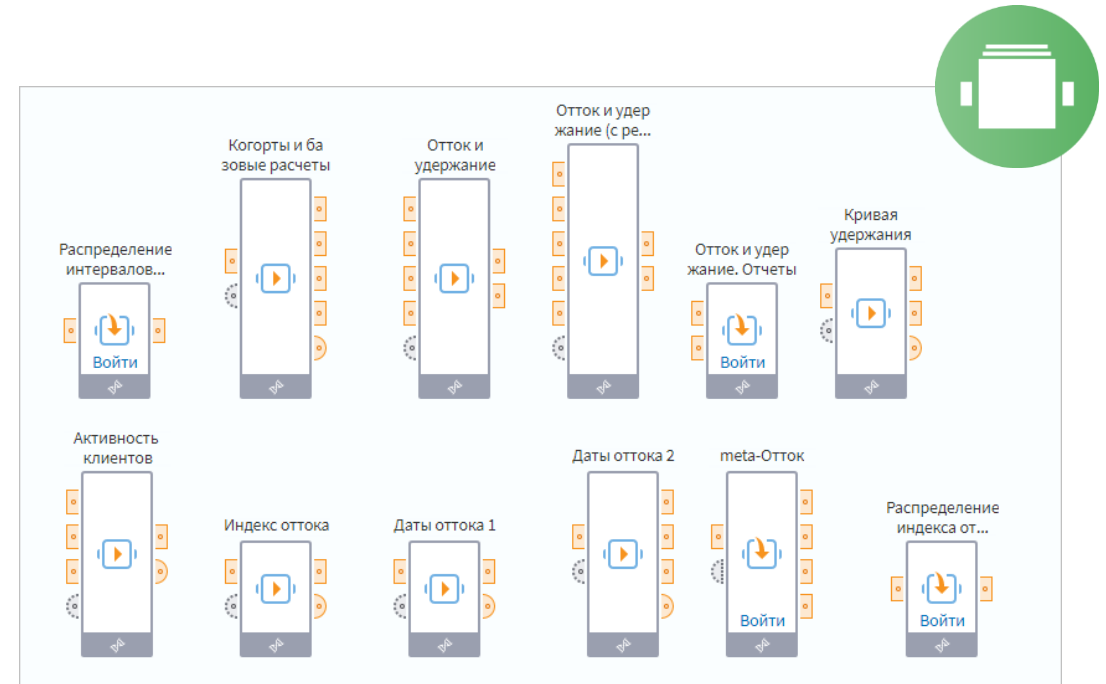 Отток и удер
жание (с ре...
Когорты и ба
зовые расчеты
Отток и
удержание
Кривая
удержания
Распределение
интервалов...
Отток и удер
жание. Отчеты
Войти
Войти
Активность
клиентов
Даты оттока 2
meta-Отток
Распределение
индекса от...
Индекс оттока
Даты оттока 1
Войти
Войти